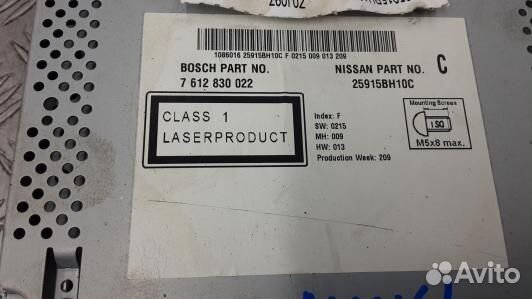 1086016 25915BH10C F 0215 009 013 209
BOSCH PART NO.
7 612 830 022
NISSAN PART NO.
25915BH10C
C
CLASS 1
LASERPRODUCT
Index: F
SW: 0215
MH: 009
HW: 013
Production Week: 209
Mounting Screws
ISO
M5x8 max.
Avito